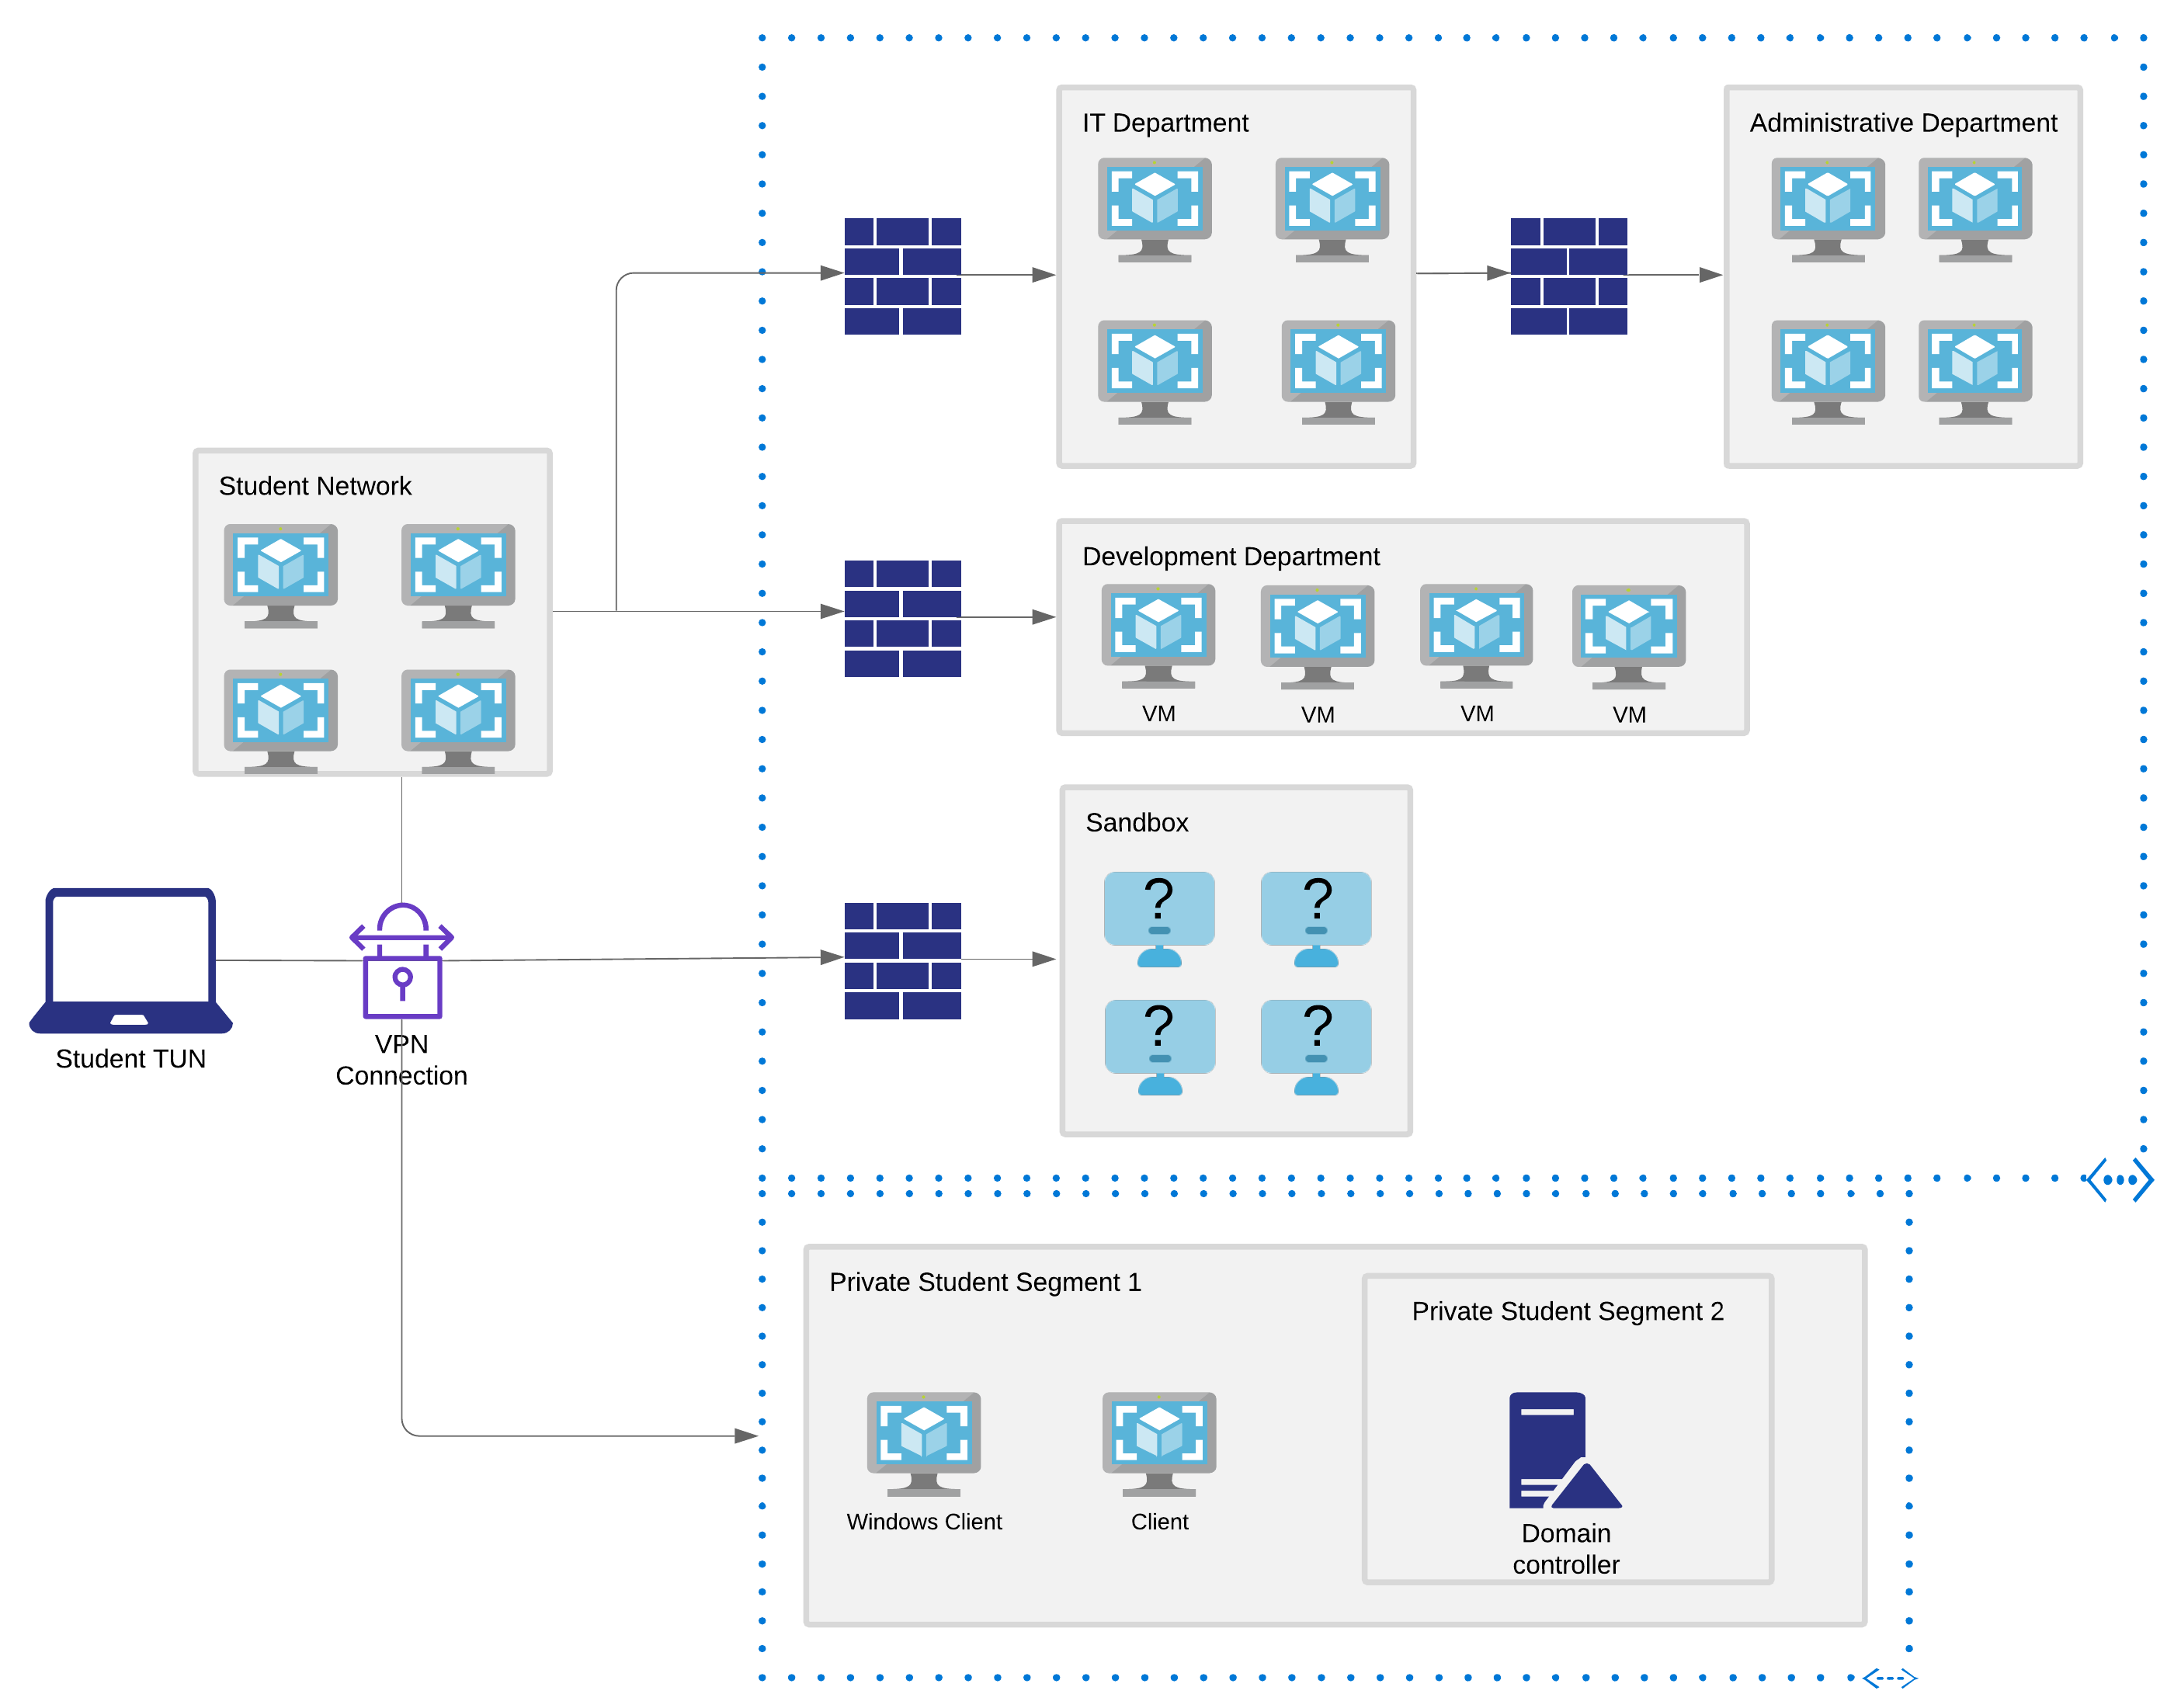 IT Department
Administrative Department
Student Network
Development Department
VM
VM
VM
VM
Sandbox
?
?
?
?
Student TUN
VPN
Connection
Private Student Segment 1
Private Student Segment 2
Windows Client
Client
Domain
controller